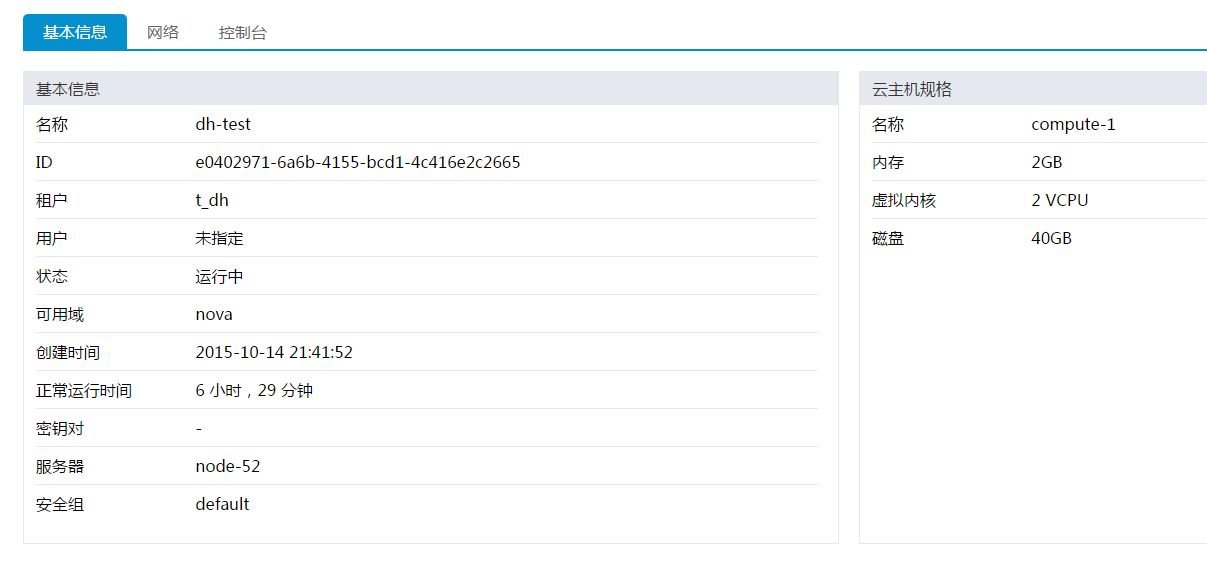 基本信息 网络 控制台
基本信息
名称 dh-test
ID e0402971-6a6b-4155-bcd1-4c416e2c2665
租户 t_dh
用户 未指定
状态 运行中
可用域 nova
创建时间 2015-10-14 21:41:52
正常运行时间 6 小时，29 分钟
密钥对 -
服务器 node-52
安全组 default
云主机规格
名称 compute-1
内存 2GB
虚拟内核 2 VCPU
磁盘 40GB